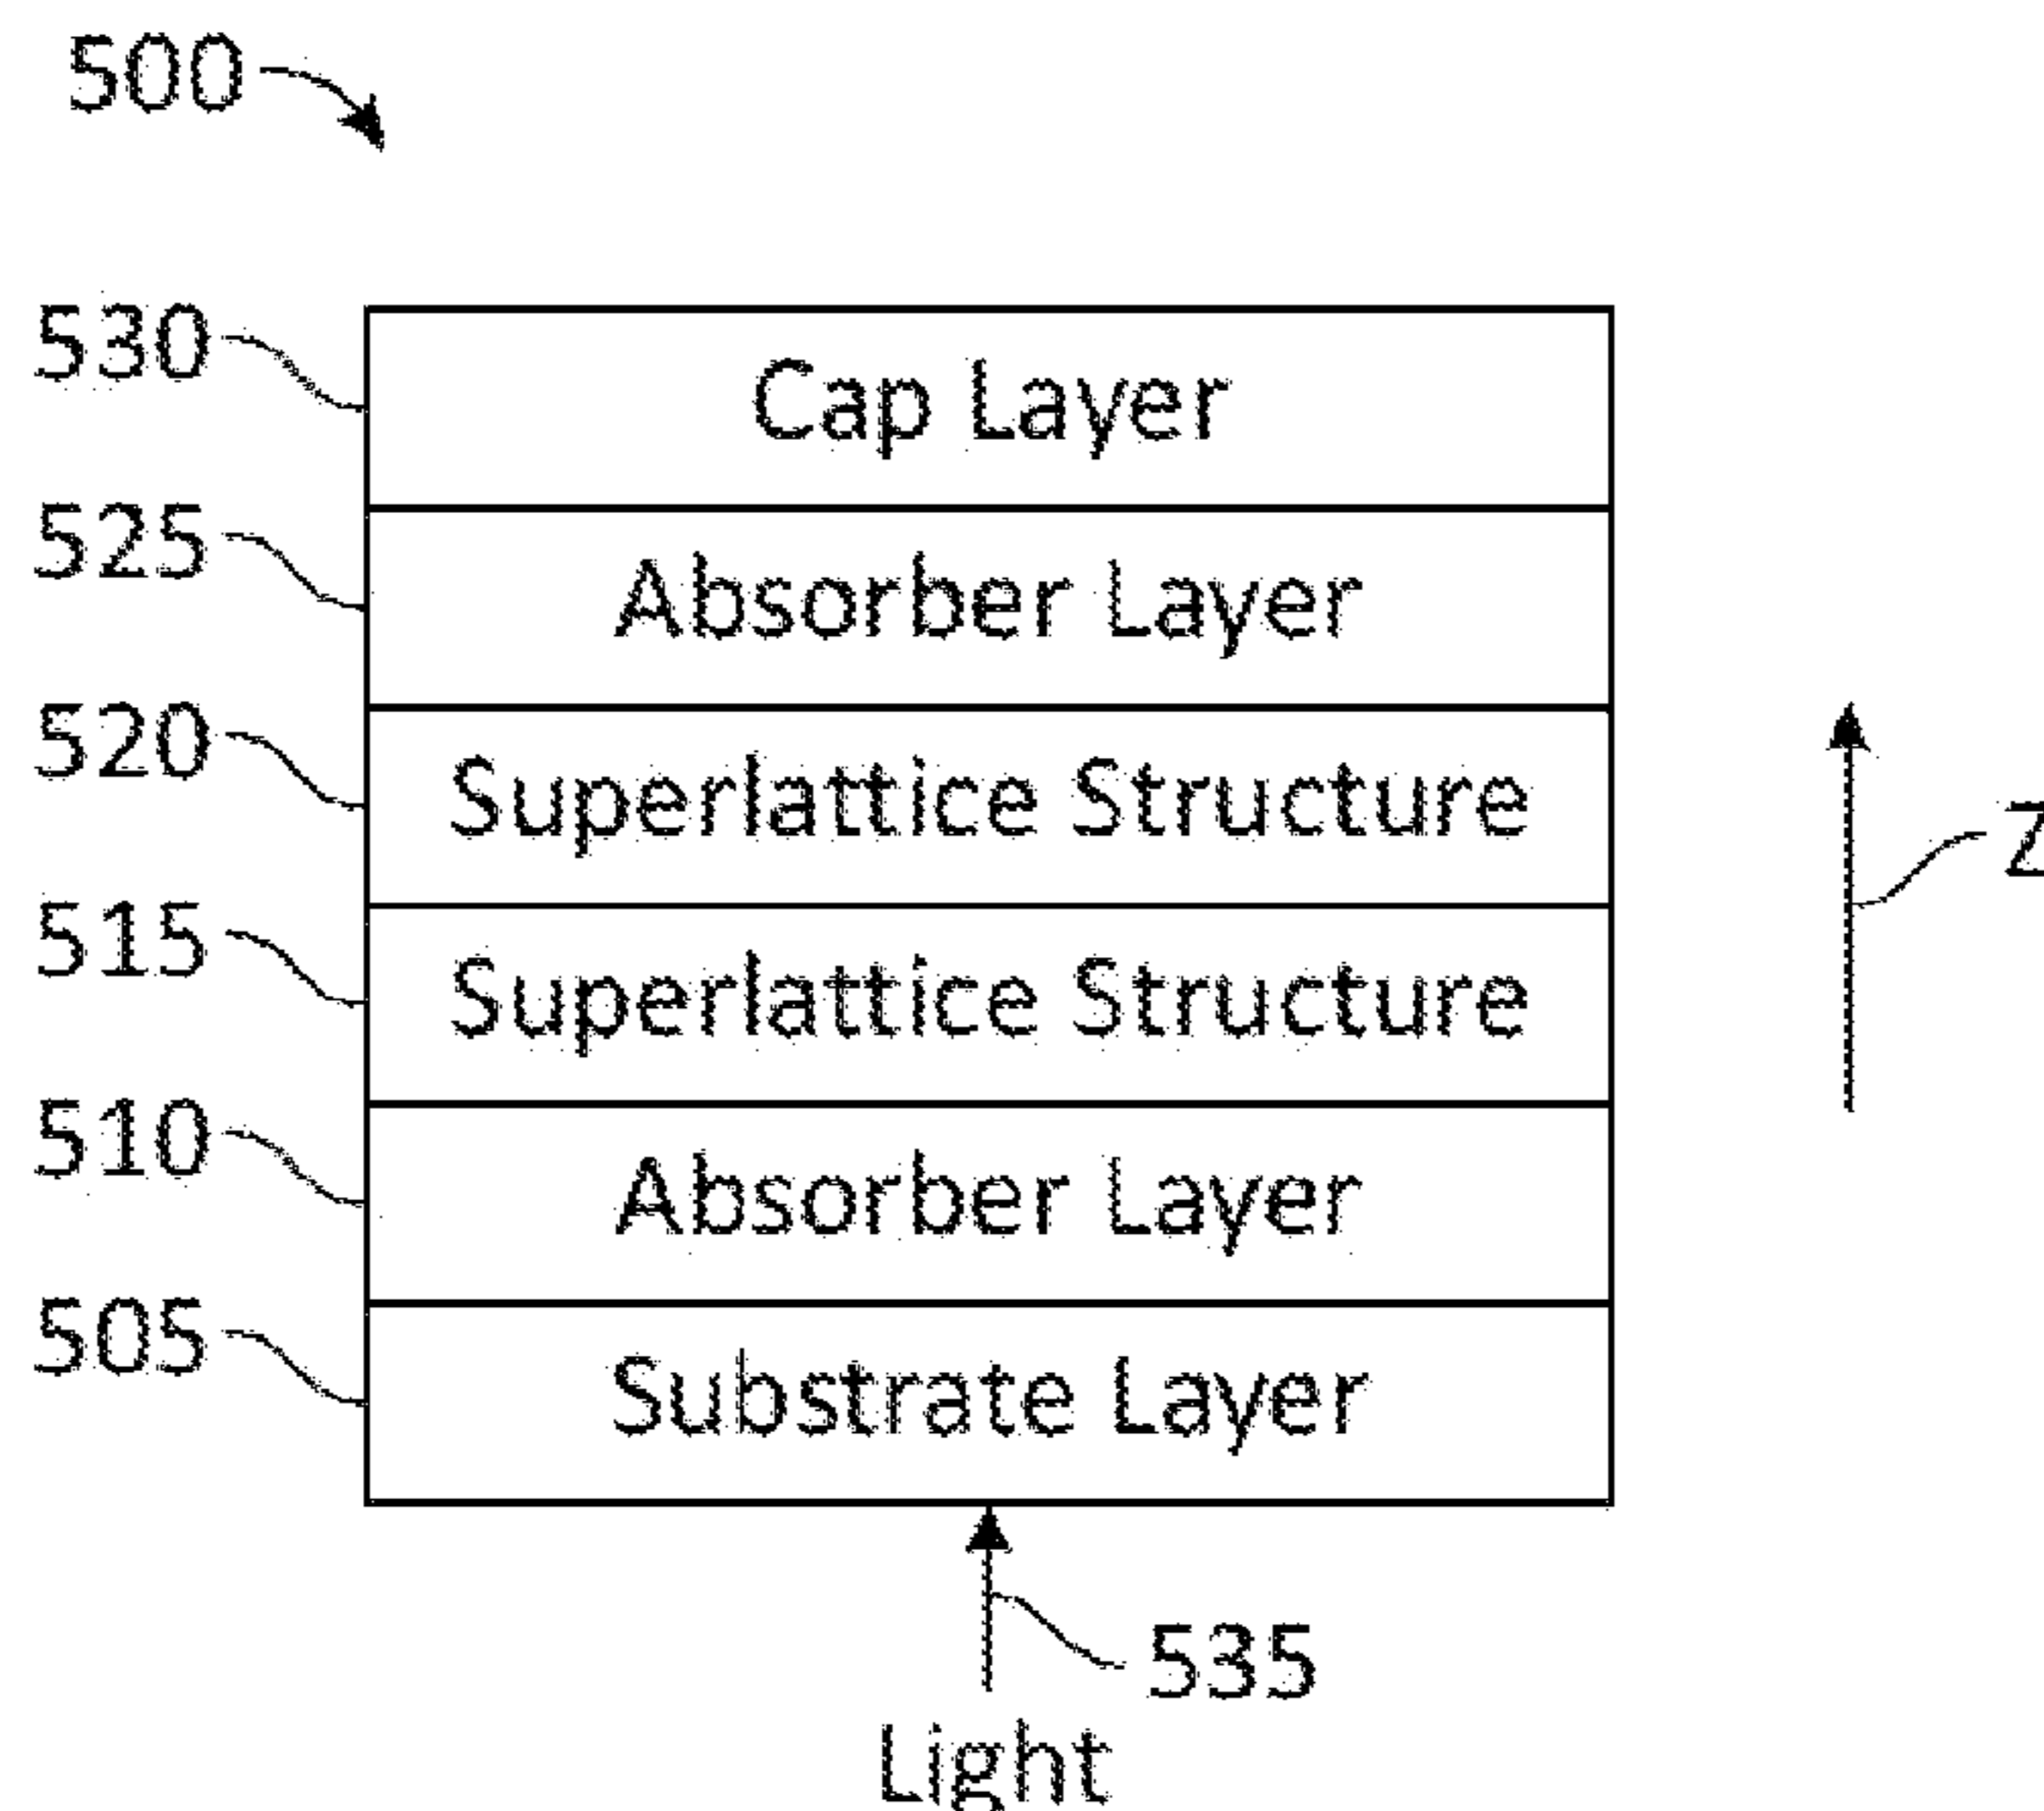 500
530 Cap Layer
525 Absorber Layer
520 Superlattice Structure
Z
515 Superlattice Structure
510 Absorber Layer
505 Substrate Layer
535
Light